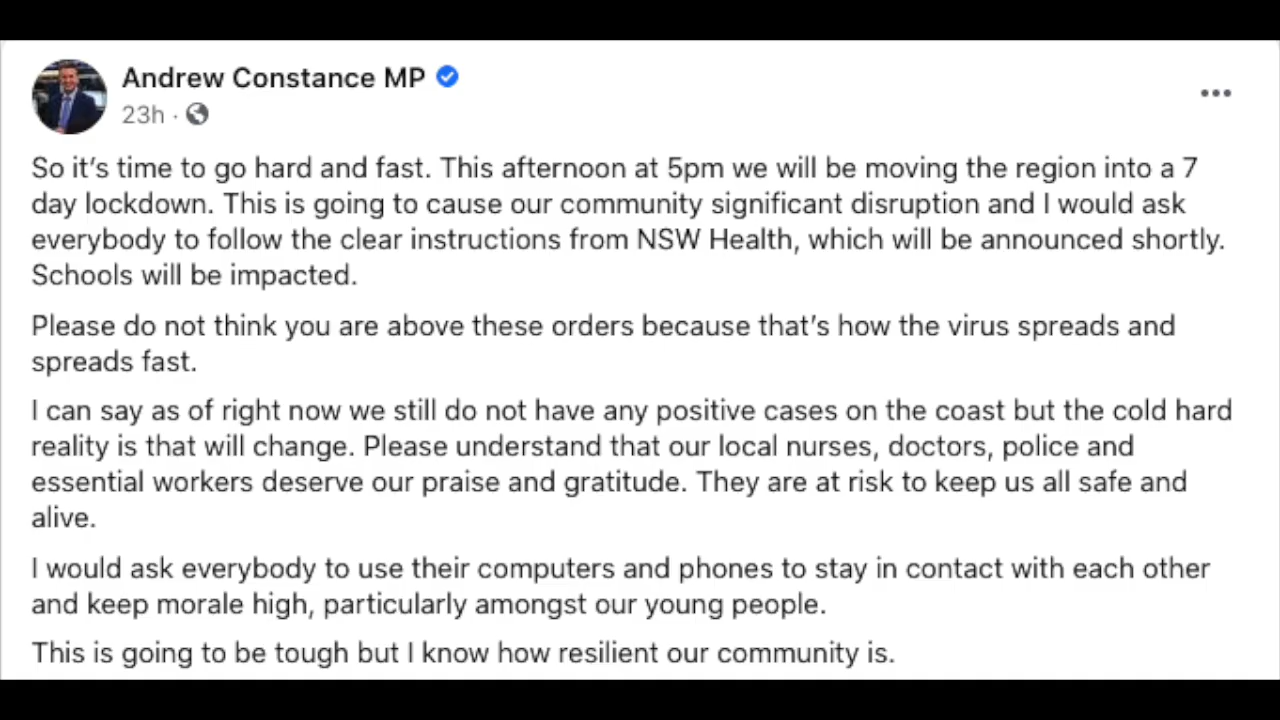 Andrew Constance MP
23h ·
So it's time to go hard and fast. This afternoon at 5pm we will be moving the region into a 7
day lockdown. This is going to cause our community significant disruption and I would ask
everybody to follow the clear instructions from NSW Health, which will be announced shortly.
Schools will be impacted.
Please do not think you are above these orders because that's how the virus spreads and
spreads fast.
I can say as of right now we still do not have any positive cases on the coast but the cold hard
reality is that will change. Please understand that our local nurses, doctors, police and
essential workers deserve our praise and gratitude. They are at risk to keep us all safe and
alive.
I would ask everybody to use their computers and phones to stay in contact with each other
and keep morale high, particularly amongst our young people.
This is going to be tough but I know how resilient our community is.